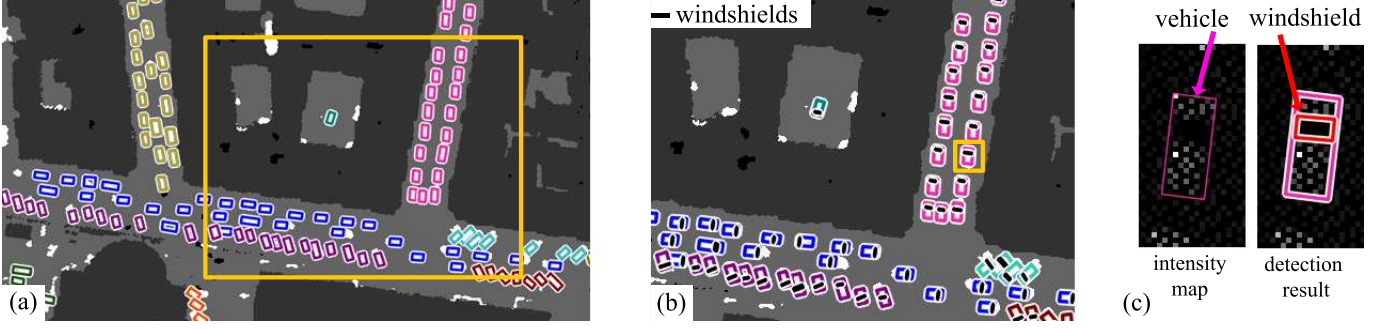 (a)
windshields
(b)
vehicle windshield
intensity
map
detection
result
(c)